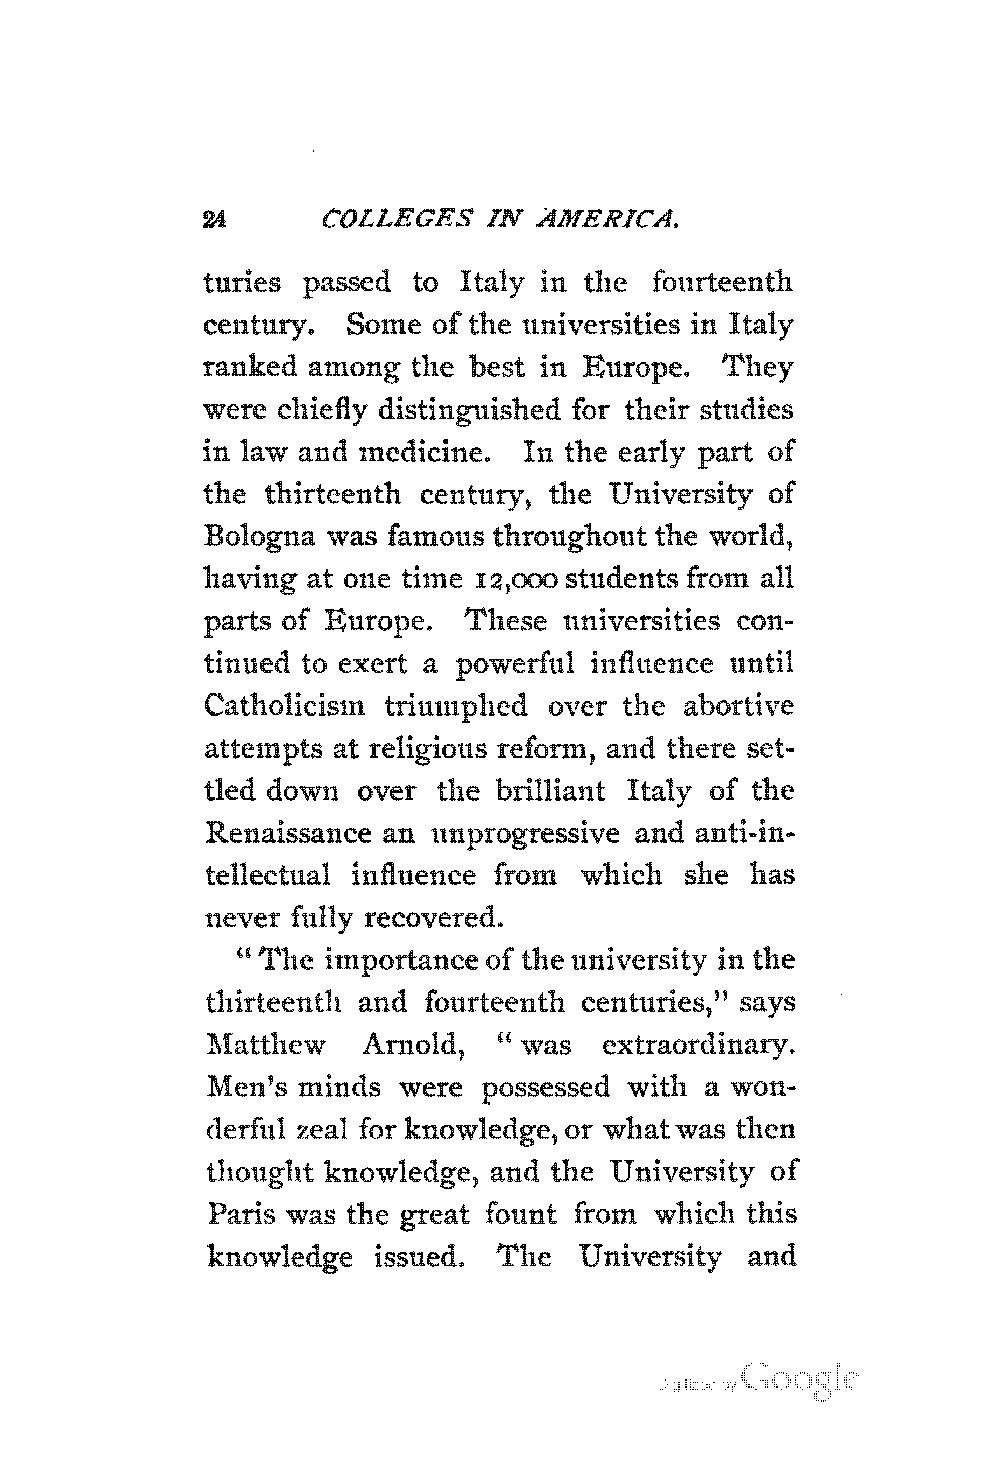 24 COLLEGES IN AMERICA.
turies passed to Italy in the fourteenth
century. Some of the universities in Italy
ranked among the best in Europe. They
were chiefly distinguished for their studies
in law and medicine. In the early part of
the thirteenth century, the University of
Bologna was famous throughout the world,
having at one time 12,000 students from all
parts of Europe. These universities con-
tinued to exert a powerful influence until
Catholicism triumphed over the abortive
attempts at religious reform, and there set-
tled down over the brilliant Italy of the
Renaissance an unprogressive and anti-in-
tellectual influence from which she has
never fully recovered.
“The importance of the university in the
thirteenth and fourteenth centuries,” says
Matthew Arnold, “was extraordinary.
Men's minds were possessed with a won-
derful zeal for knowledge, or what was then
thought knowledge, and the University of
Paris was the great fount from which this
knowledge issued. The University and
Digitized by Google